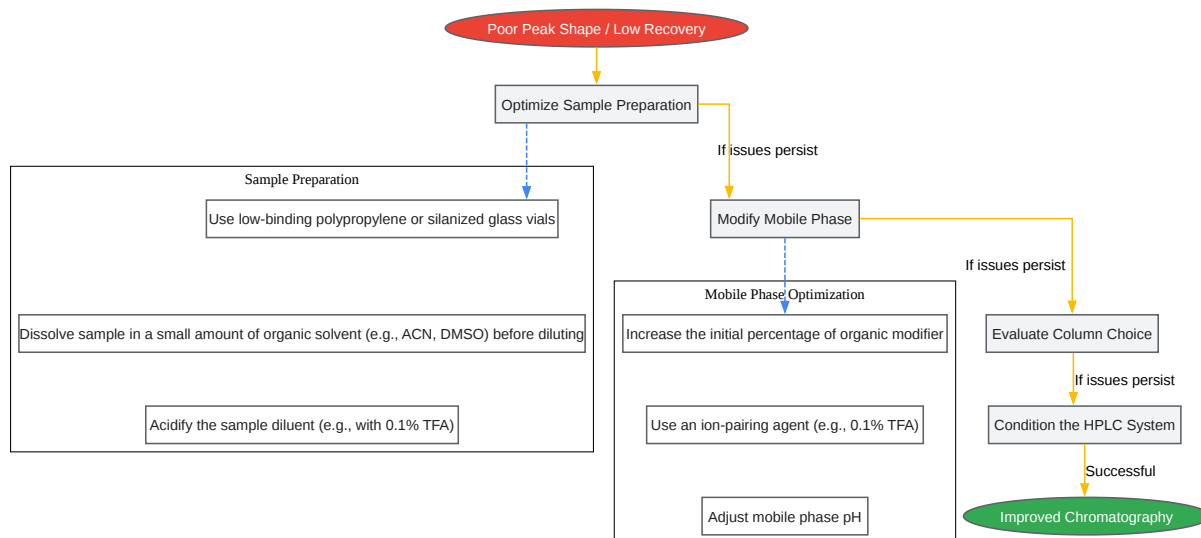 Poor Peak Shape / Low Recovery
Optimize Sample Preparation
If issues persist
Sample Preparation
Use low-binding polypropylene or silanized glass vials
Modify Mobile Phase
If issues persist
Mobile Phase Optimization
Dissolve sample in a small amount of organic solvent (e.g., ACN, DMSO) before diluting
Increase the initial percentage of organic modifier
Evaluate Column Choice
If issues persist
Acidify the sample diluent (e.g., with 0.1% TFA)
Use an ion-pairing agent (e.g., 0.1% TFA)
Condition the HPLC System
Successful
Adjust mobile phase pH
Improved Chromatography